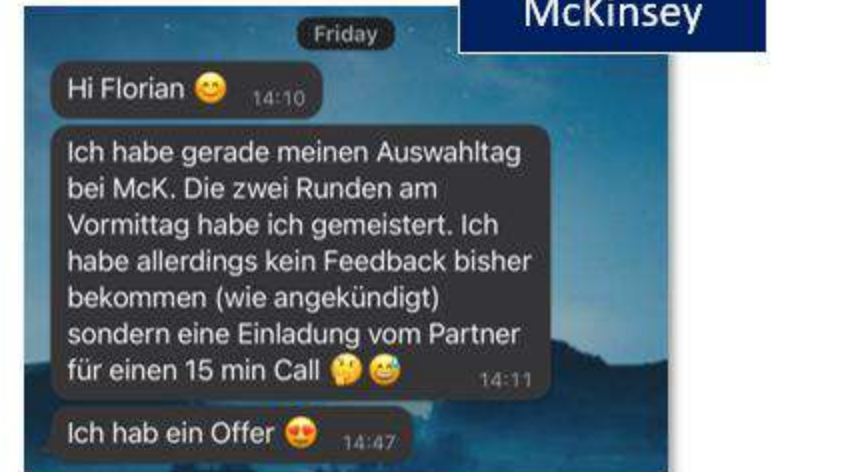 McKinsey
Friday
Hi Florian 😊 14:10
Ich habe gerade meinen Auswahltag
bei McK. Die zwei Runden am
Vormittag habe ich gemeistert. Ich
habe allerdings kein Feedback bisher
bekommen (wie angekündigt)
sondern eine Einladung vom Partner
für einen 15 min Call 🤔😅 14:11
Ich hab ein Offer 😍 14:47